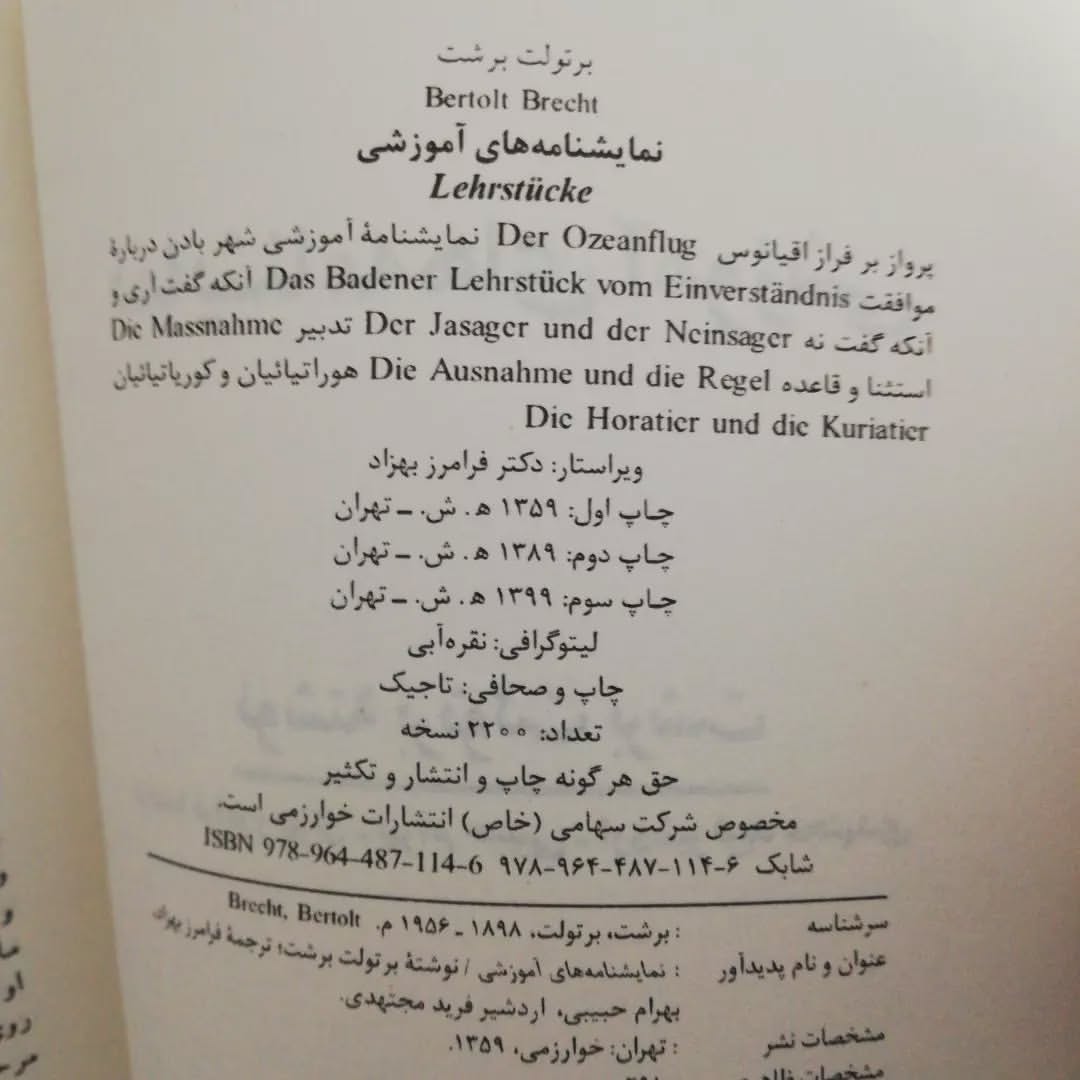 برتولت برشت
Bertolt Brecht
نمایشنامه‌های آموزشی
Lehrstücke
پرواز بر فراز اقیانوس Der Ozeanflug نمایشنامهٔ آموزشی شهر بادن دربارهٔ
موافقت Das Badener Lehrstück vom Einverständnis آنکه گفت آری و
آنکه گفت نه Der Jasager und der Neinsager تدبیر Die Massnahme
استثنا و قاعده Die Ausnahme und die Regel هوراتیائیان و کوریاتیائیان
Die Horatier und die Kuriatier
ویراستار: دکتر فرامرز بهزاد
چاپ اول: ۱۳۵۹ ه‍. ش. ـ تهران
چاپ دوم: ۱۳۸۹ ه‍. ش. ـ تهران
چاپ سوم: ۱۳۹۹ ه‍. ش. ـ تهران
لیتوگرافی: نقره‌آبی
چاپ و صحافی: تاجیک
تعداد: ۲۲۰۰ نسخه
حق هر گونه چاپ و انتشار و تکثیر
مخصوص شرکت سهامی (خاص) انتشارات خوارزمی است.
شابک ۹۷۸-۹۶۴-۴۸۷-۱۱۴-۶ ISBN 978-964-487-114-6
سرشناسه : برشت، برتولت، ۱۸۹۸ ـ ۱۹۵۶ م. Brecht, Bertolt
عنوان و نام پدیدآور : نمایشنامه‌های آموزشی / نوشتهٔ برتولت برشت؛ ترجمهٔ فرامرز بهزاد،
بهرام حبیبی، اردشیر فرید مجتهدی.
مشخصات نشر : تهران: خوارزمی، ۱۳۵۹.
مشخصات